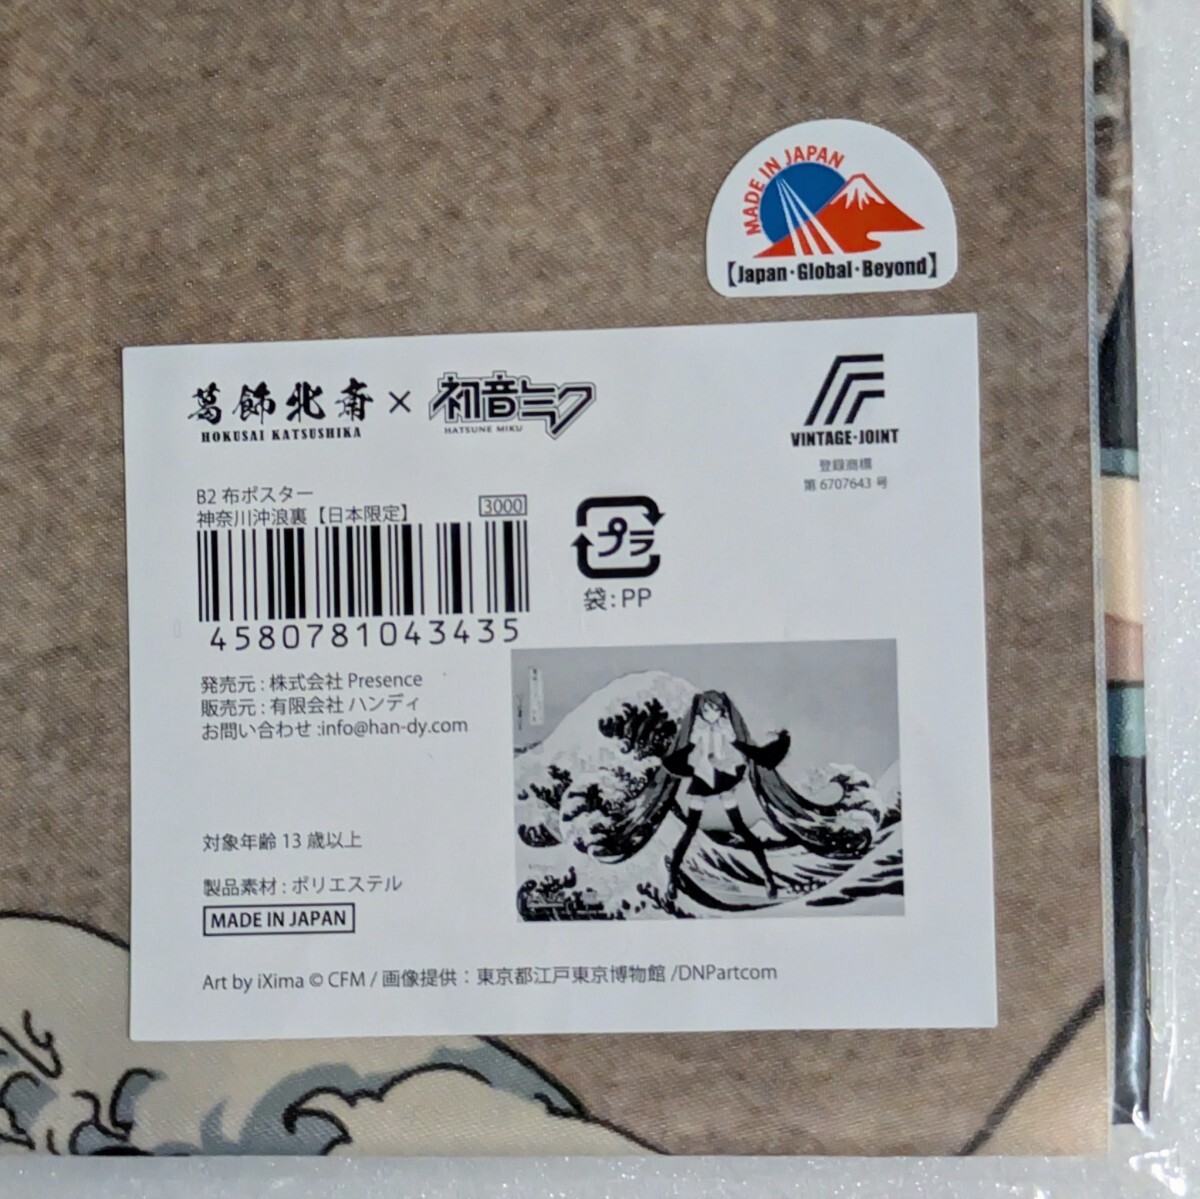 MADE IN JAPAN
【Japan・Global・Beyond】
葛飾北斎 × 初音ミク
HOKUSAI KATSUSHIKA
HATSUNE MIKU
VINTAGE-JOINT
登録商標
第 6707643 号
B2 布ポスター
神奈川沖浪裏【日本限定】
3000
4580781043435
プラ
袋:PP
発売元 : 株式会社 Presence
販売元 : 有限会社 ハンディ
お問い合わせ :info@han-dy.com
対象年齢 13 歳以上
製品素材 : ポリエステル
MADE IN JAPAN
Art by iXima © CFM / 画像提供：東京都江戸東京博物館 /DNPartcom